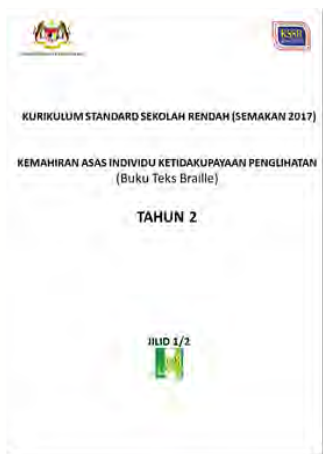 KSSR
KURIKULUM STANDARD SEKOLAH RENDAH (SEMAKAN 2017)
KEMAHIRAN ASAS INDIVIDU KETIDAKUPAYAAN PENGLIHATAN
(Buku Teks Braille)
TAHUN 2
JILID 1/2